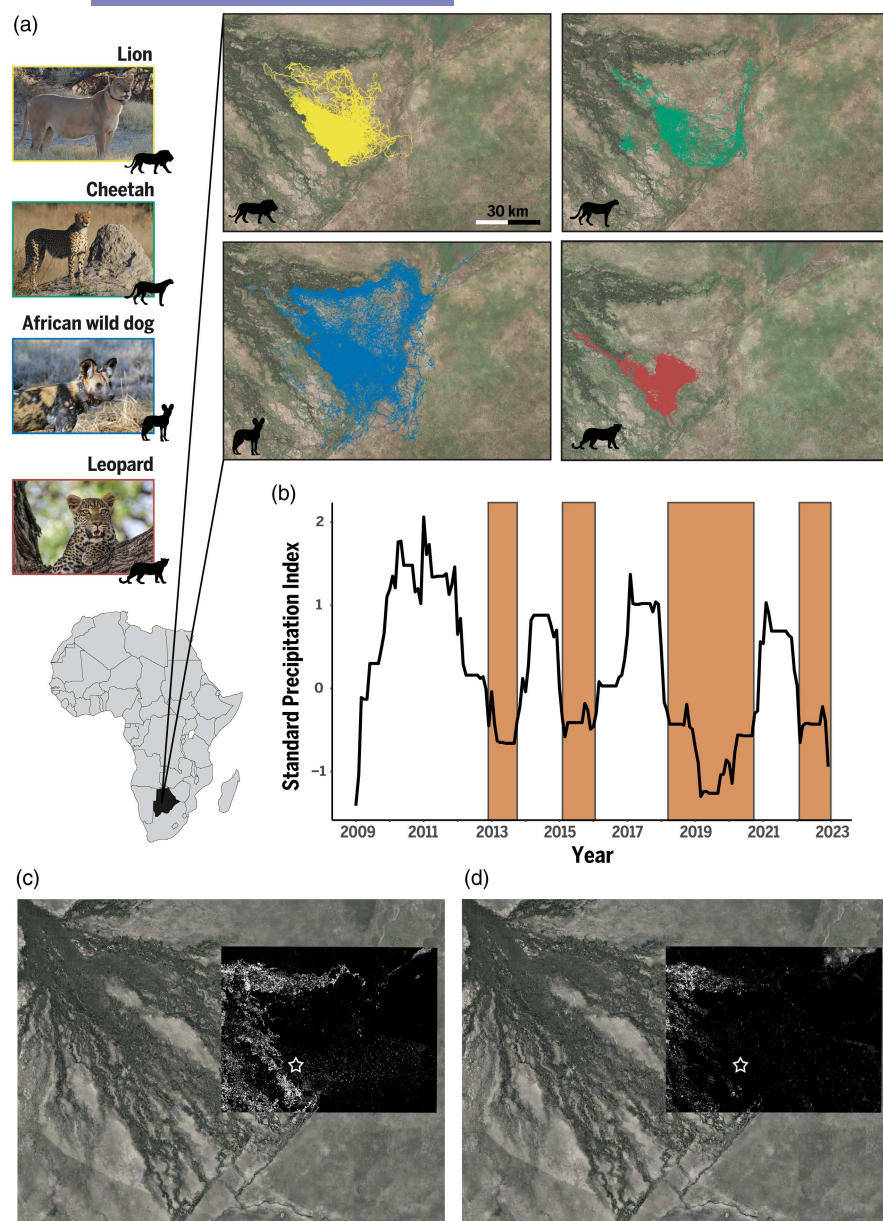 (a)
Lion
Cheetah
African wild dog
Leopard
30 km
(b)
Standard Precipitation Index
2
1
0
−1
2009 2011 2013 2015 2017 2019 2021 2023
Year
(c)
(d)